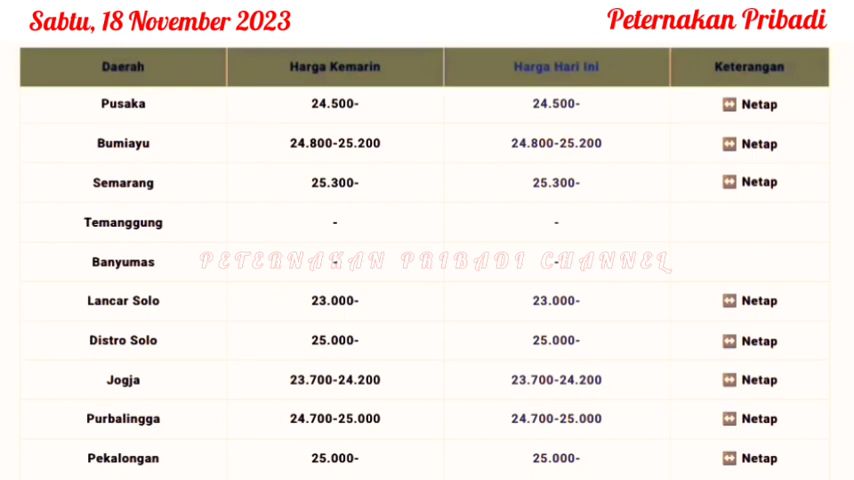 Sabtu, 18 November 2023 Peternakan Pribadi
Daerah Harga Kemarin Harga Hari Ini Keterangan
Pusaka 24.500- 24.500- ↔ Netap
Bumiayu 24.800-25.200 24.800-25.200 ↔ Netap
Semarang 25.300- 25.300- ↔ Netap
Temanggung - -
Banyumas - -
PETERNAKAN PRIBADI CHANNEL
Lancar Solo 23.000- 23.000- ↔ Netap
Distro Solo 25.000- 25.000- ↔ Netap
Jogja 23.700-24.200 23.700-24.200 ↔ Netap
Purbalingga 24.700-25.000 24.700-25.000 ↔ Netap
Pekalongan 25.000- 25.000- ↔ Netap